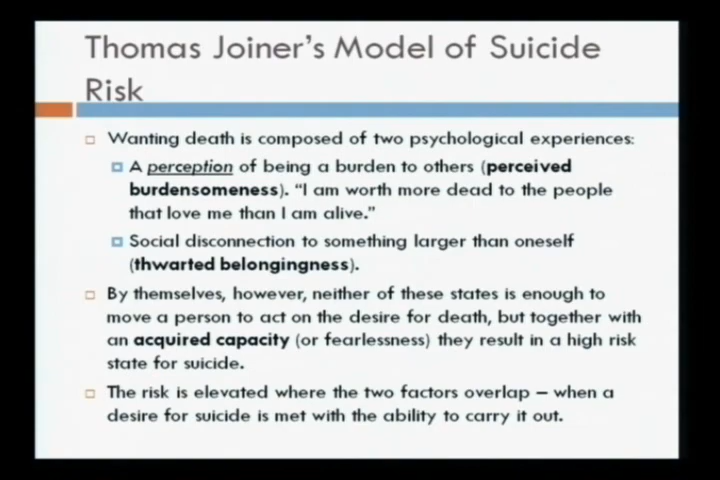 Thomas Joiner's Model of Suicide
Risk
Wanting death is composed of two psychological experiences:
A perception of being a burden to others (perceived
burdensomeness). "I am worth more dead to the people
that love me than I am alive."
Social disconnection to something larger than oneself
(thwarted belongingness).
By themselves, however, neither of these states is enough to
move a person to act on the desire for death, but together with
an acquired capacity (or fearlessness) they result in a high risk
state for suicide.
The risk is elevated where the two factors overlap – when a
desire for suicide is met with the ability to carry it out.